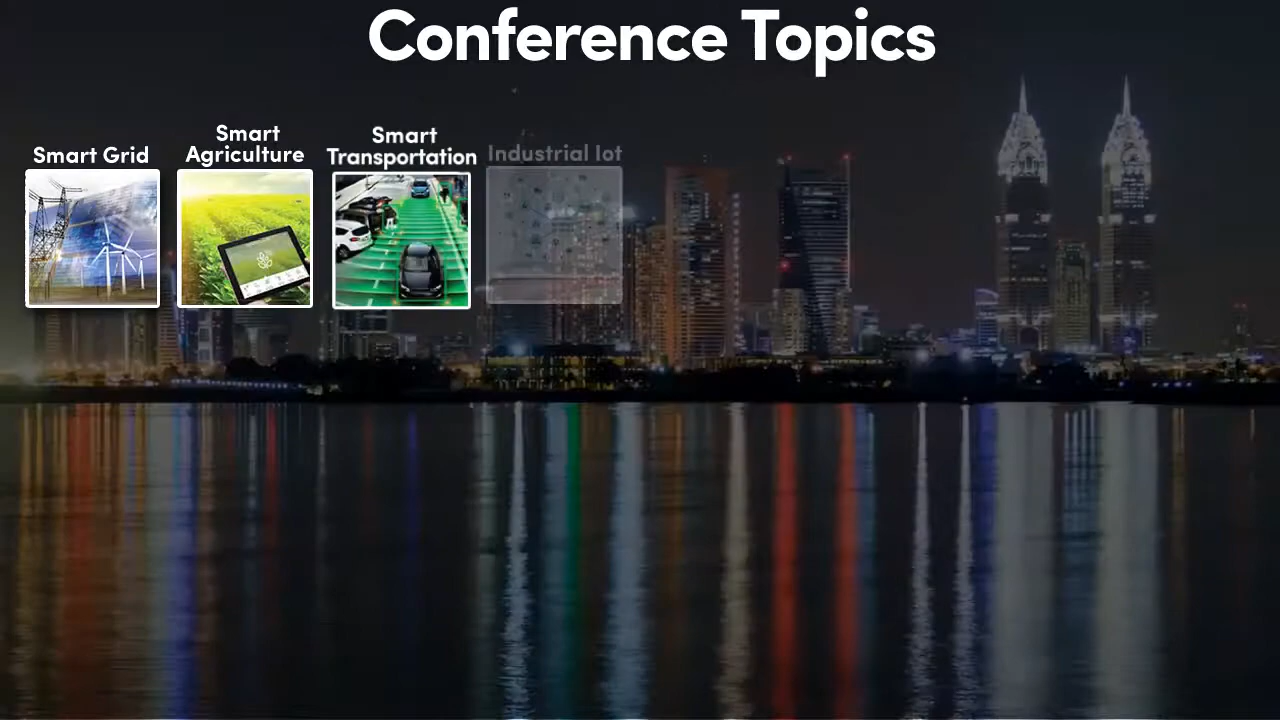 Conference Topics
Smart Grid
Smart
Agriculture
Smart
Transportation
Industrial Iot